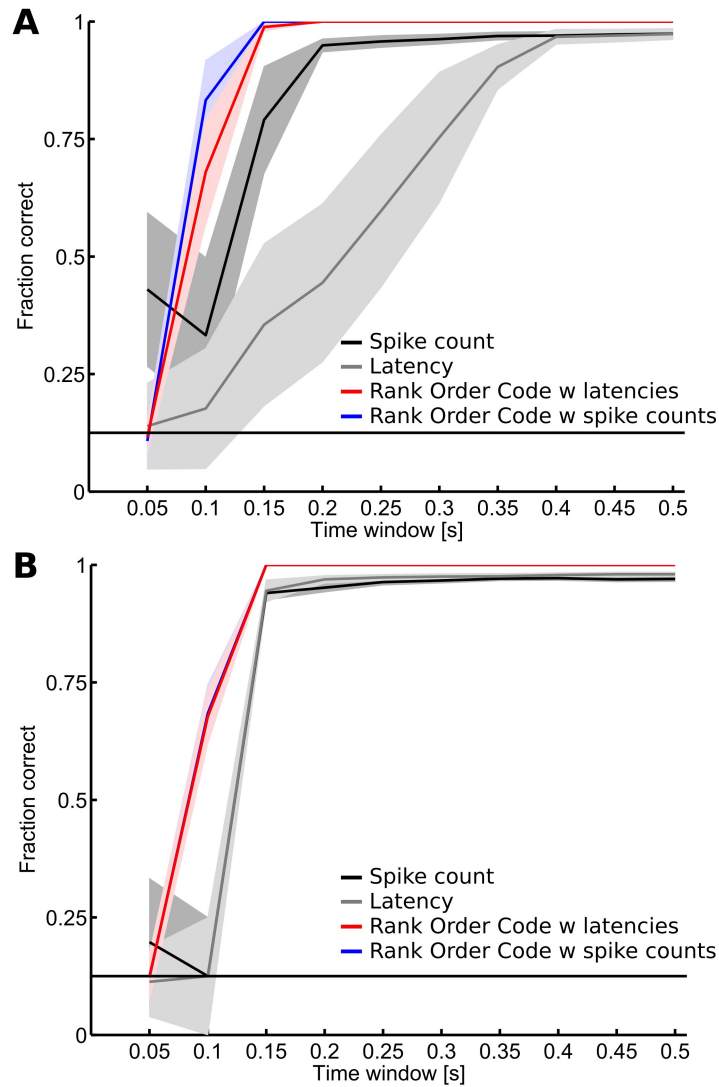 A
1
0.75
0.5
0.25
0
Fraction correct
Spike count
Latency
Rank Order Code w latencies
Rank Order Code w spike counts
0.05 0.1 0.15 0.2 0.25 0.3 0.35 0.4 0.45 0.5
Time window [s]
B
1
0.75
0.5
0.25
0
Fraction correct
Spike count
Latency
Rank Order Code w latencies
Rank Order Code w spike counts
0.05 0.1 0.15 0.2 0.25 0.3 0.35 0.4 0.45 0.5
Time window [s]